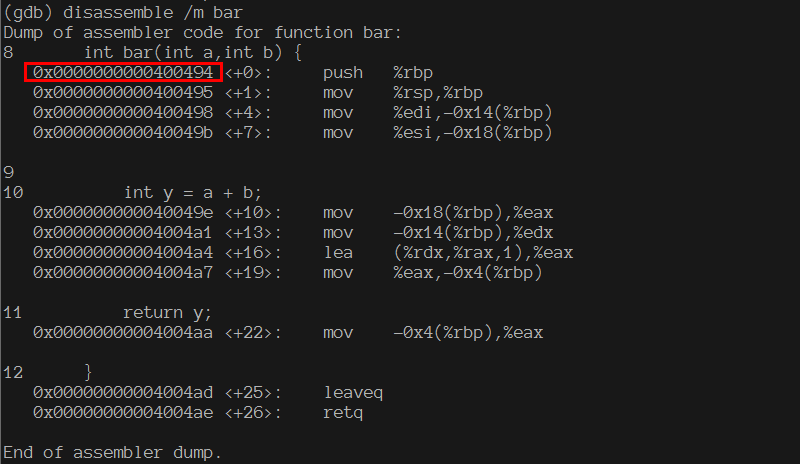 (gdb) disassemble /m bar
Dump of assembler code for function bar:
8       int bar(int a,int b) {
   0x0000000000400494 <+0>:     push   %rbp
   0x0000000000400495 <+1>:     mov    %rsp,%rbp
   0x0000000000400498 <+4>:     mov    %edi,-0x14(%rbp)
   0x000000000040049b <+7>:     mov    %esi,-0x18(%rbp)
9
10          int y = a + b;
   0x000000000040049e <+10>:    mov    -0x18(%rbp),%eax
   0x00000000004004a1 <+13>:    mov    -0x14(%rbp),%edx
   0x00000000004004a4 <+16>:    lea    (%rdx,%rax,1),%eax
   0x00000000004004a7 <+19>:    mov    %eax,-0x4(%rbp)
11          return y;
   0x00000000004004aa <+22>:    mov    -0x4(%rbp),%eax
12      }
   0x00000000004004ad <+25>:    leaveq
   0x00000000004004ae <+26>:    retq
End of assembler dump.